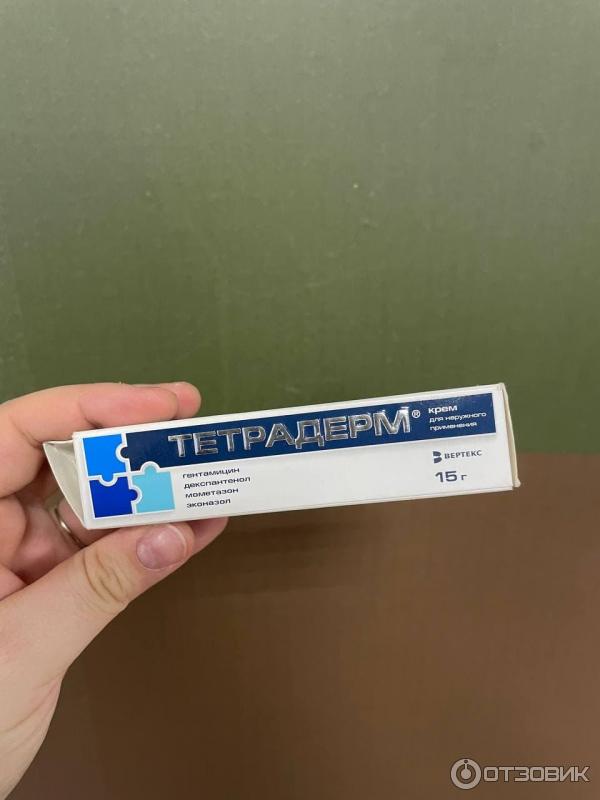 ТЕТРАДЕРМ®
крем
для наружного
применения
гентамицин
декспантенол
мометазон
эконазол
ВЕРТЕКС
15 г
ОТЗОВИК